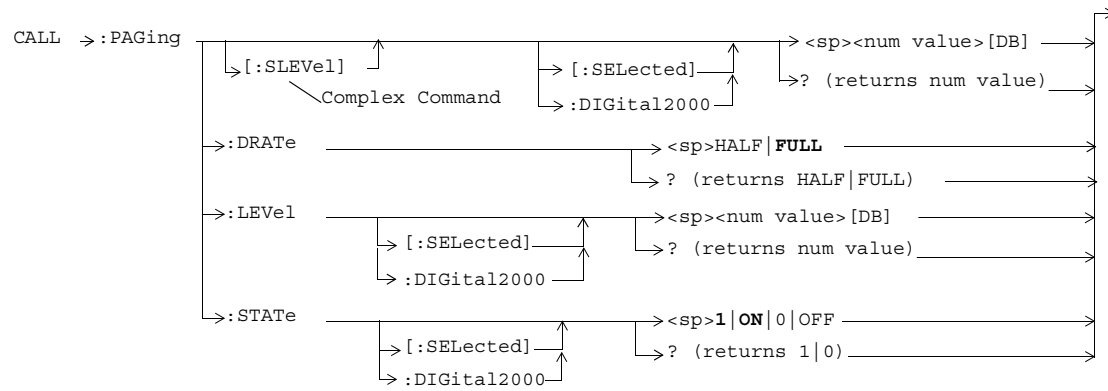 CALL :PAGing <sp><num value>[DB]
[:SLEVel] [:SELected] ? (returns num value)
Complex Command :DIGital2000
:DRATe <sp>HALF|FULL
? (returns HALF|FULL)
:LEVel <sp><num value>[DB]
[:SELected] ? (returns num value)
:DIGital2000
:STATe <sp>1|ON|0|OFF
[:SELected] ? (returns 1|0)
:DIGital2000